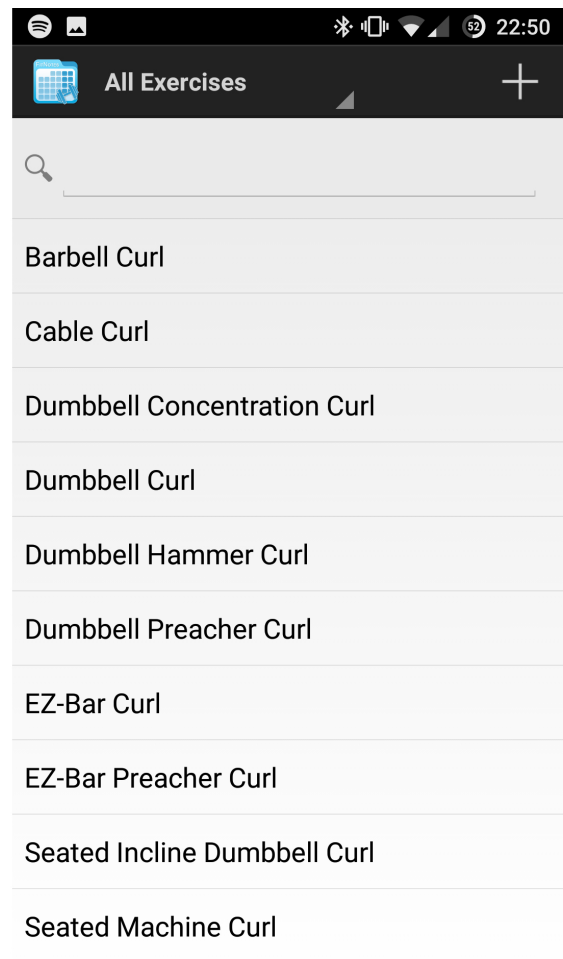 52 22:50
All Exercises
Barbell Curl
Cable Curl
Dumbbell Concentration Curl
Dumbbell Curl
Dumbbell Hammer Curl
Dumbbell Preacher Curl
EZ-Bar Curl
EZ-Bar Preacher Curl
Seated Incline Dumbbell Curl
Seated Machine Curl